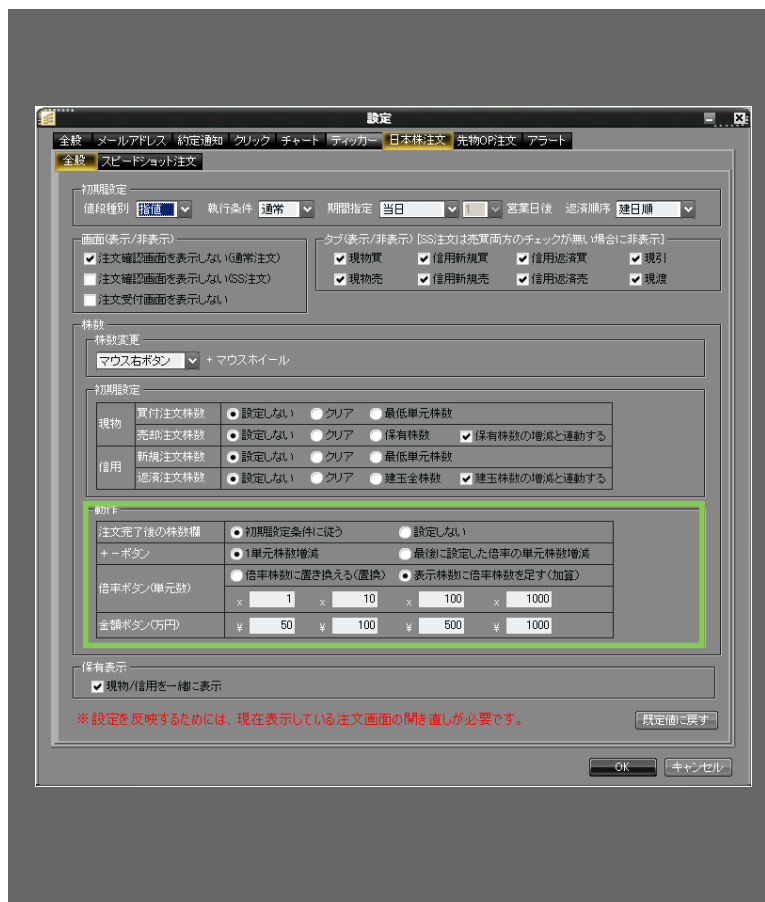 設定
全般 メールアドレス 約定通知 クリック チャート ティッカー 日本株注文 先物OP注文 アラート
全般 スピードショット注文
初期設定
値段種別 指値 執行条件 通常 期間指定 当日 1 営業日後 返済順序 建日順
画面(表示/非表示)
注文確認画面を表示しない(通常注文)
注文確認画面を表示しない(SS注文)
注文受付画面を表示しない
タブ(表示/非表示) [SS注文は売買両方のチェックが無い場合に非表示]
現物買 信用新規買 信用返済買 現引
現物売 信用新規売 信用返済売 現渡
株数
株数変更
マウス右ボタン + マウスホイール
初期設定
現物 買付注文株数 設定しない クリア 最低単元株数
売却注文株数 設定しない クリア 保有株数 保有株数の増減と連動する
信用 新規注文株数 設定しない クリア 最低単元株数
返済注文株数 設定しない クリア 建玉全株数 建玉株数の増減と連動する
動作
注文完了後の株数欄 初期設定条件に従う 設定しない
+-ボタン 1単元株数増減 最後に設定した倍率の単元株数増減
倍率ボタン(単元数) 倍率株数に置き換える(置換) 表示株数に倍率株数を足す(加算)
x 1 x 10 x 100 x 1000
金額ボタン(万円) ¥ 50 ¥ 100 ¥ 500 ¥ 1000
保有表示
現物/信用を一緒に表示
※設定を反映するためには、現在表示している注文画面の開き直しが必要です。 既定値に戻す
OK キャンセル